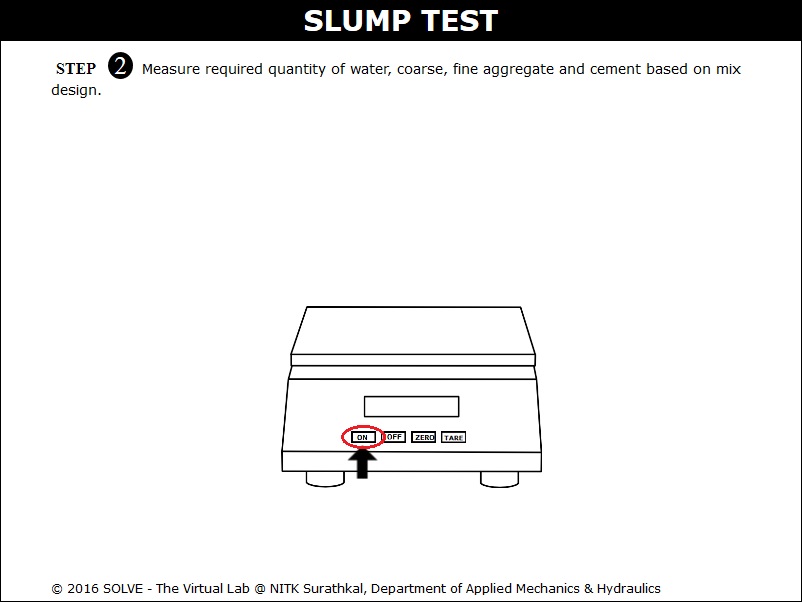 SLUMP TEST
STEP 2 Measure required quantity of water, coarse, fine aggregate and cement based on mix
design.
ON OFF ZERO TARE
© 2016 SOLVE - The Virtual Lab @ NITK Surathkal, Department of Applied Mechanics & Hydraulics